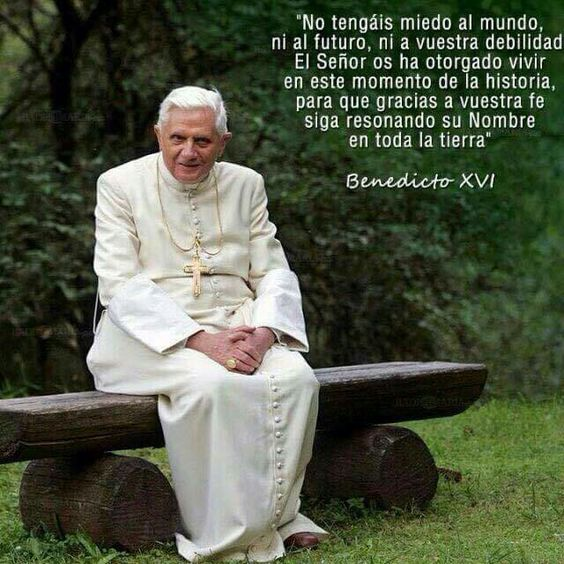 "No tengáis miedo al mundo,
ni al futuro, ni a vuestra debilidad
El Señor os ha otorgado vivir
en este momento de la historia,
para que gracias a vuestra fe
siga resonando su Nombre
en toda la tierra"
Benedicto XVI